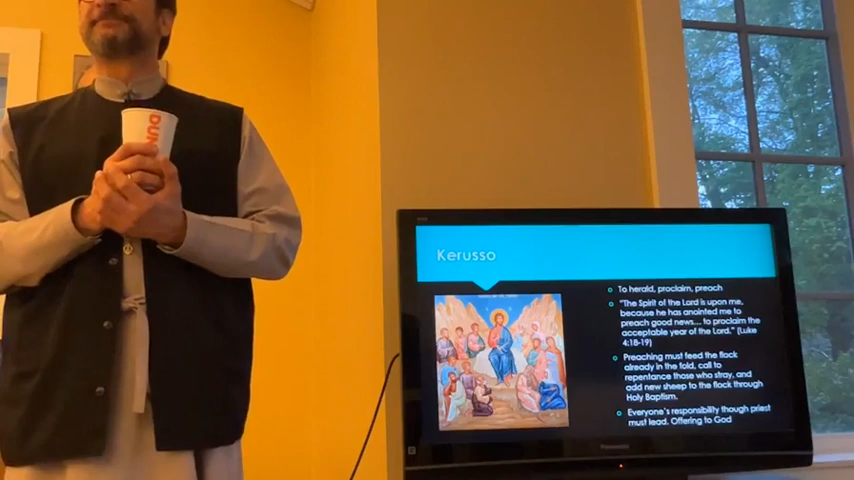 DUN
Kerusso
To herald, proclaim, preach
"The Spirit of the Lord is upon me,
because he has anointed me to
preach good news.... to proclaim the
acceptable year of the Lord." (Luke
4:18-19)
Preaching must feed the flock
already in the fold, call to
repentance those who stray, and
add new sheep to the flock through
Holy Baptism.
Everyone's responsibility though priest
must lead. Offering to God
Panasonic